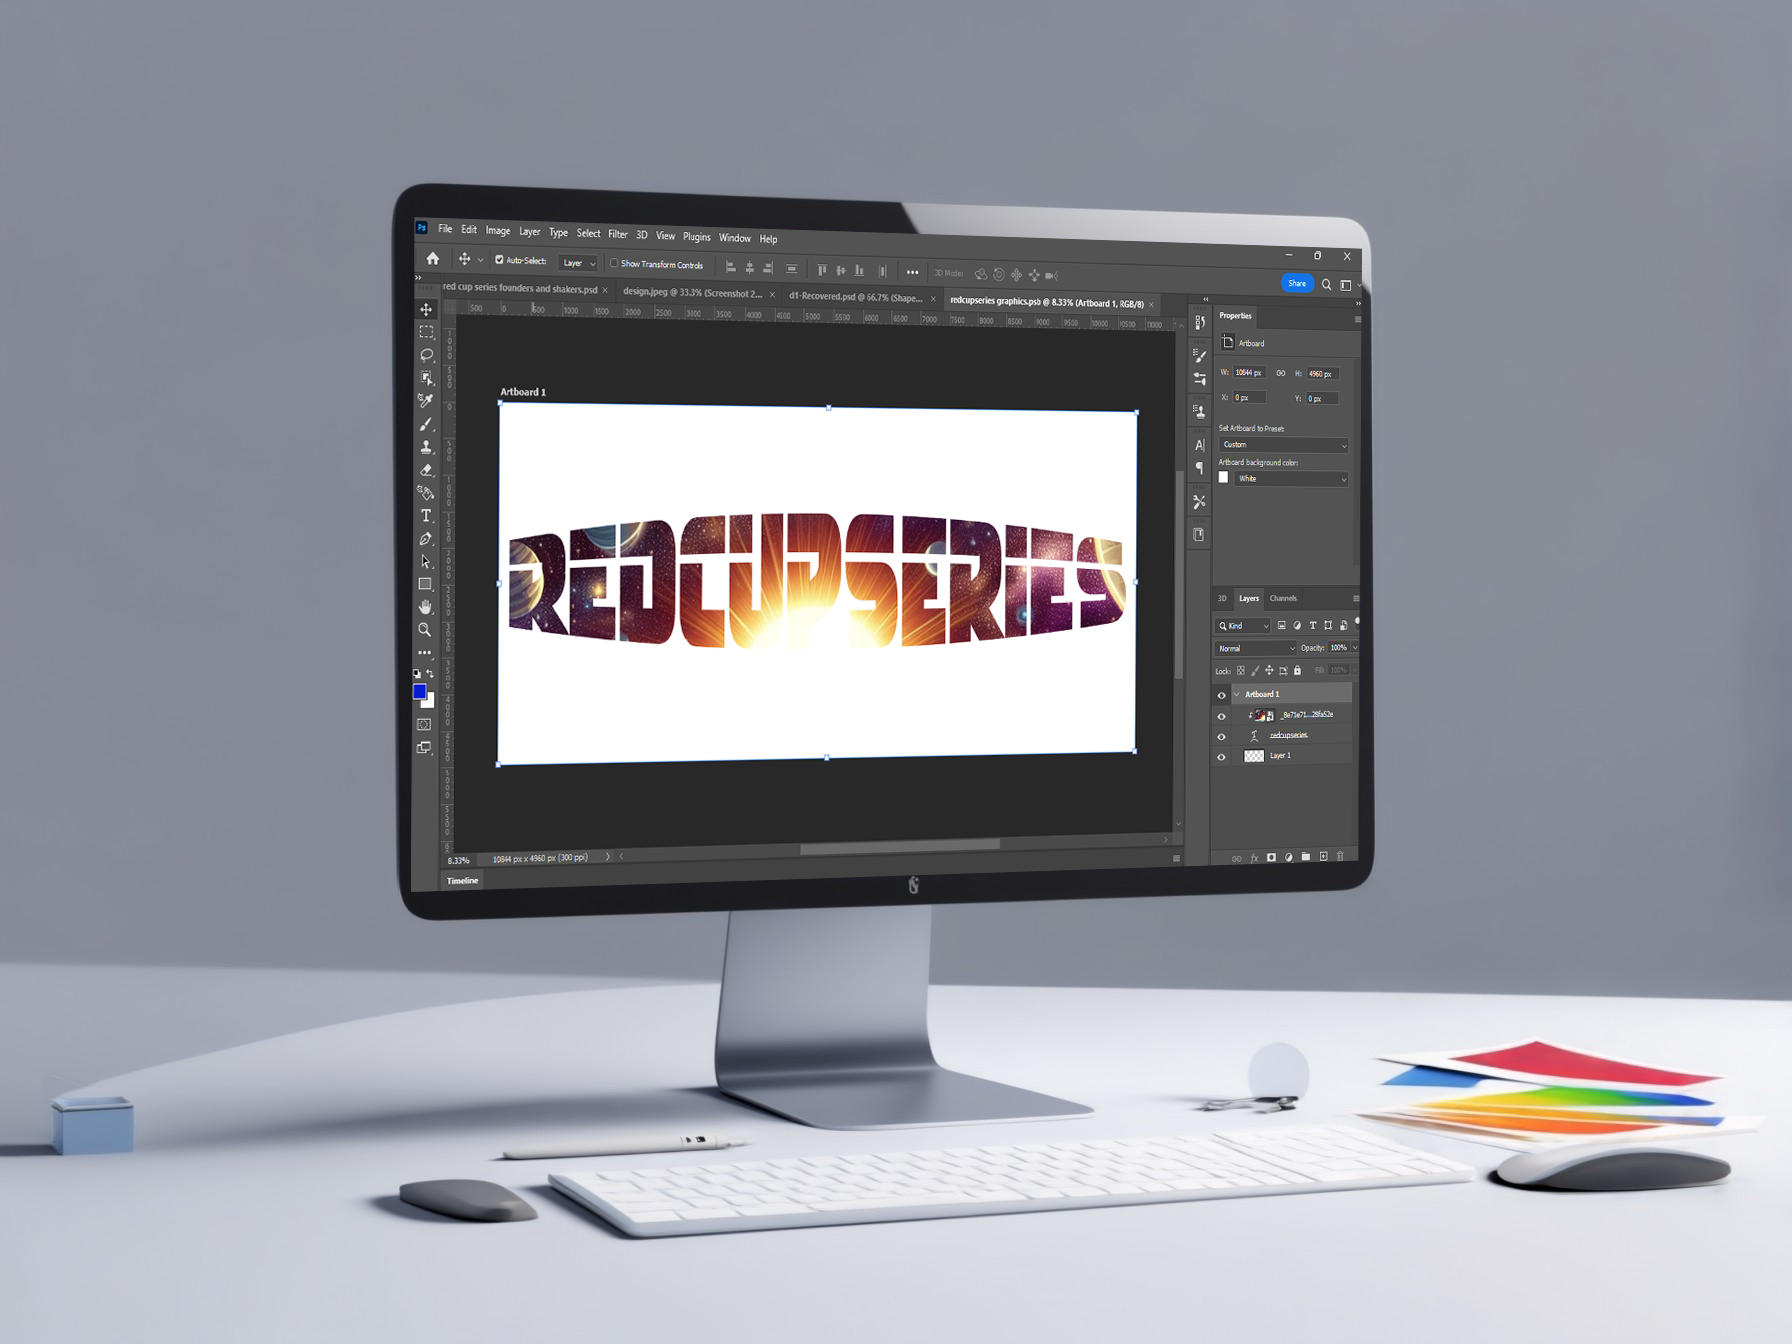 Ps File Edit Image Layer Type Select Filter 3D View Plugins Window Help
Auto-Select: Layer Show Transform Controls ••• 3D Mode: Share
red cup series founders and shakers.psd × design.jpeg @ 33.3% (Screenshot 2... × d1-Recovered.psd @ 66.7% (Shape... × redcupseries graphics.psb @ 8.33% (Artboard 1, RGB/8) ×
500 0 500 1000 1500 2000 2500 3000 3500 4000 4500 5000 5500 6000 6500 7000 7500 8000 8500 9000 9500 10000 10500 11000
Artboard 1
REDCUPSERIES
Properties
Artboard
W: 10844 px H: 4960 px
X: 0 px Y: 0 px
Set Artboard to Preset:
Custom
Artboard background color:
White
3D Layers Channels
Kind
Normal Opacity: 100%
Lock: Fill: 100%
Artboard 1
_8e71e71...28fa52e
redcupseries
Layer 1
fx
8.33% 10844 px x 4960 px (300 ppi)
Timeline